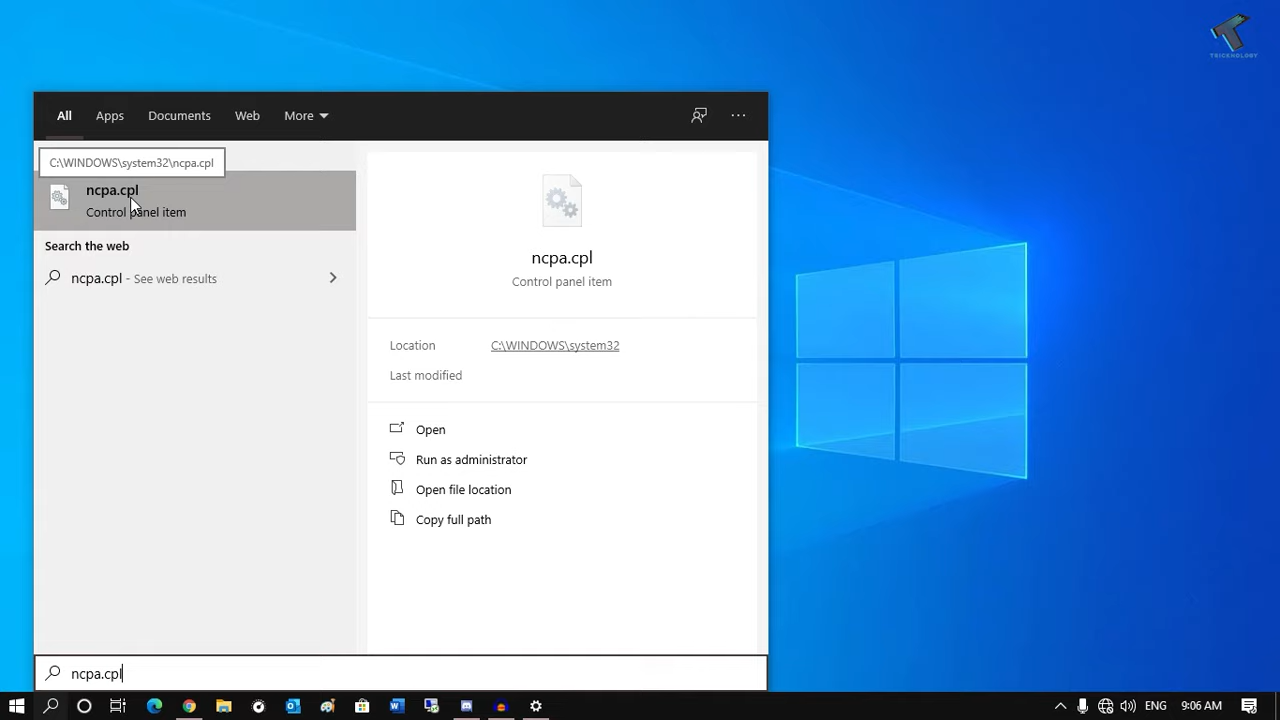 TRICKNOLOGY
All Apps Documents Web More
C:\WINDOWS\system32\ncpa.cpl
ncpa.cpl
Control panel item
Search the web
ncpa.cpl - See web results
ncpa.cpl
Control panel item
Location C:\WINDOWS\system32
Last modified
Open
Run as administrator
Open file location
Copy full path
ncpa.cpl
ENG 9:06 AM